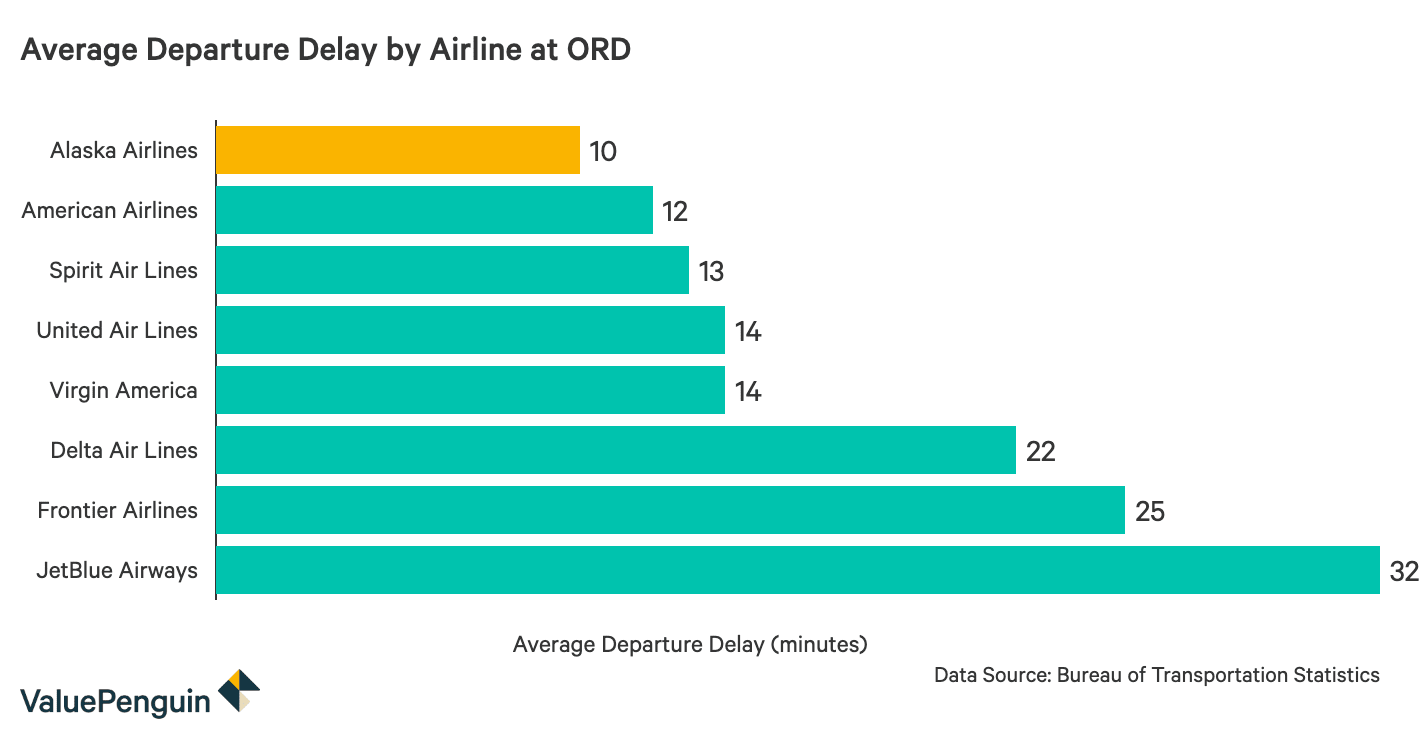 Average Departure Delay by Airline at ORD
Alaska Airlines 10
American Airlines 12
Spirit Air Lines 13
United Air Lines 14
Virgin America 14
Delta Air Lines 22
Frontier Airlines 25
JetBlue Airways 32
Average Departure Delay (minutes)
Data Source: Bureau of Transportation Statistics
ValuePenguin